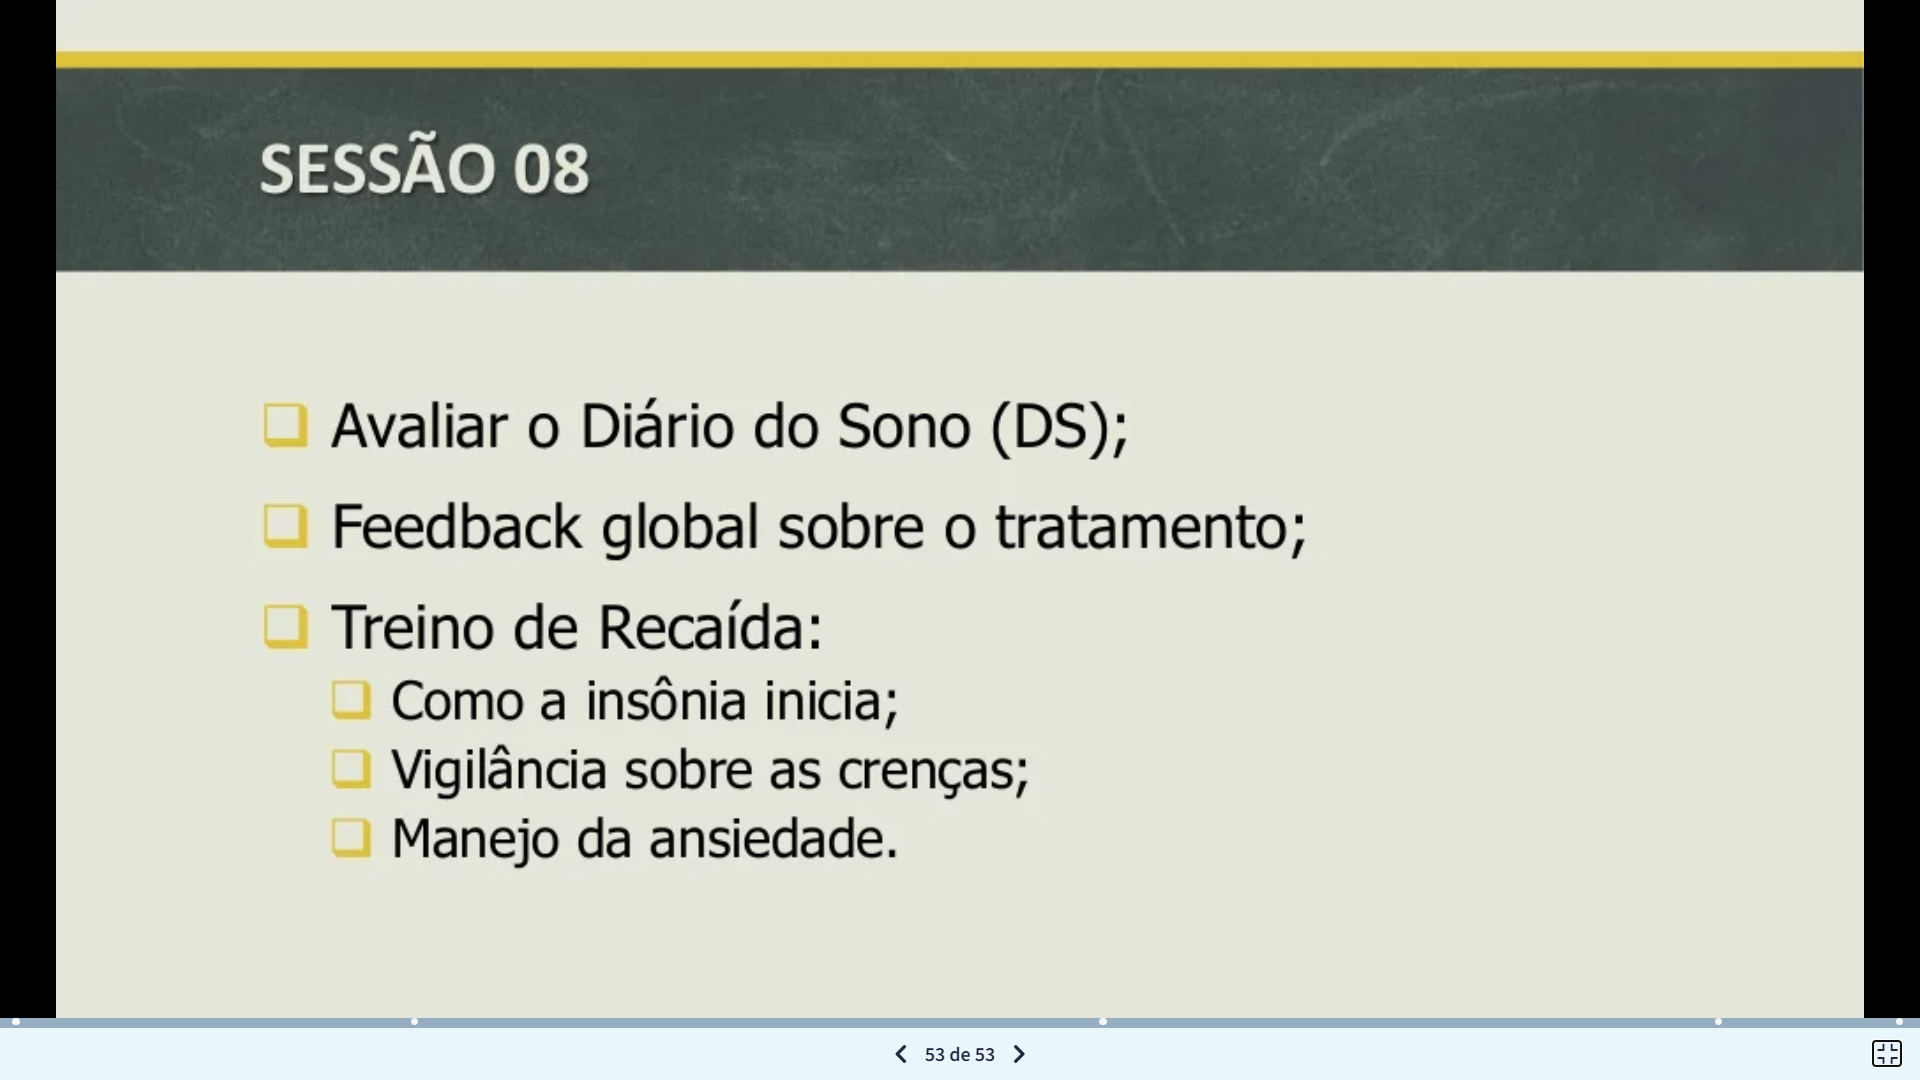 SESSÃO 08
Avaliar o Diário do Sono (DS);
Feedback global sobre o tratamento;
Treino de Recaída:
Como a insônia inicia;
Vigilância sobre as crenças;
Manejo da ansiedade.
53 de 53